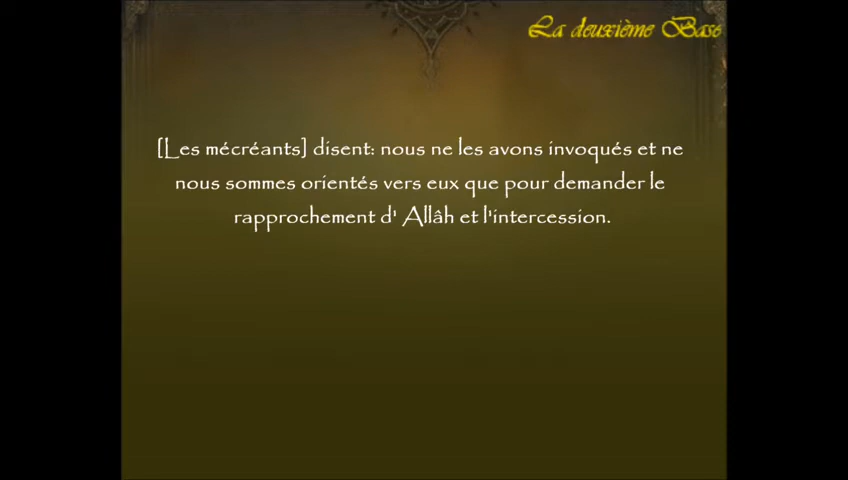 La deuxième Base
[Les mécréants] disent: nous ne les avons invoqués et ne
nous sommes orientés vers eux que pour demander le
rapprochement d' Allâh et l'intercession.